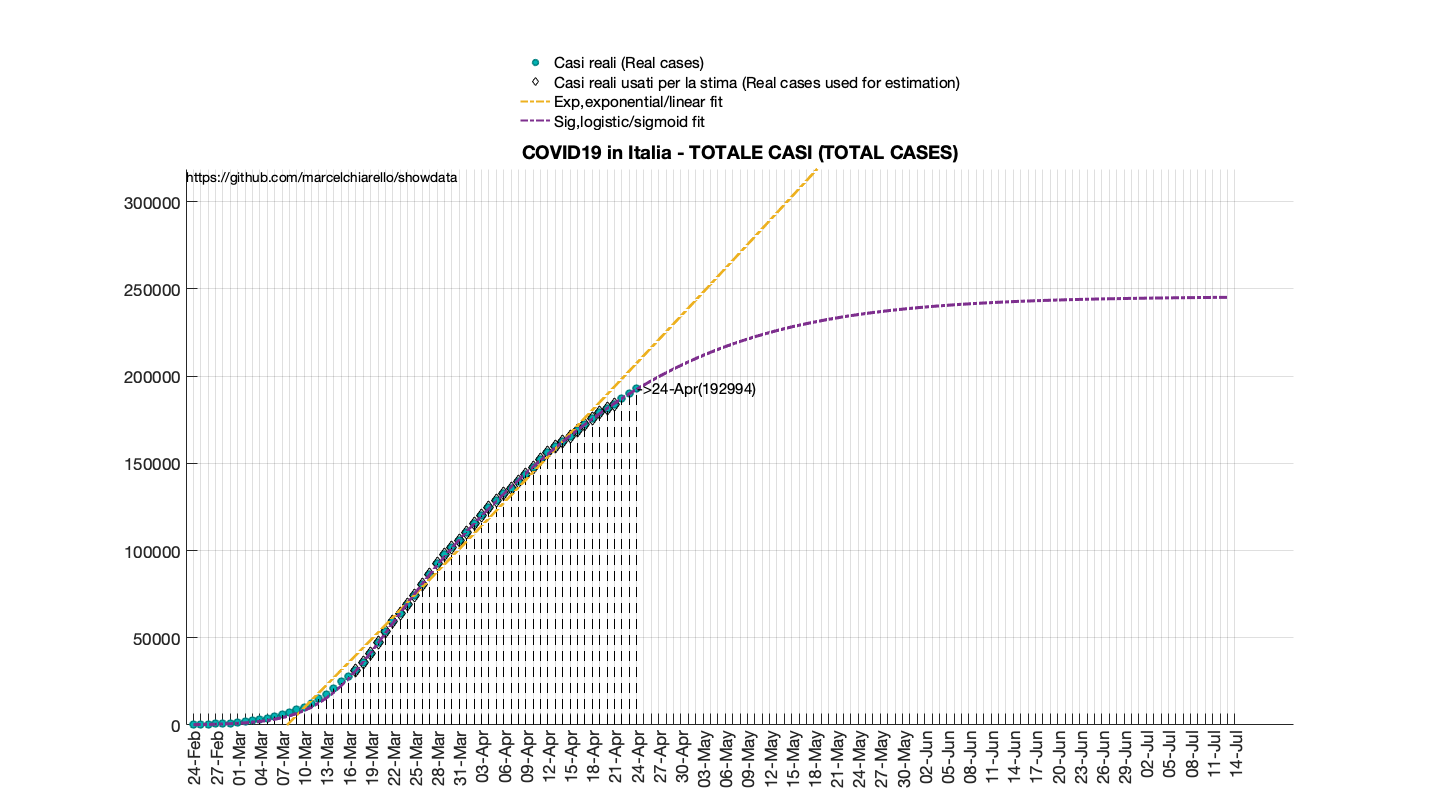 Casi reali (Real cases)
Casi reali usati per la stima (Real cases used for estimation)
Exp,exponential/linear fit
Sig,logistic/sigmoid fit
COVID19 in Italia - TOTALE CASI (TOTAL CASES)
https://github.com/marcelchiarello/showdata
300000
250000
200000
150000
100000
50000
0
->24-Apr(192994)
24-Feb
27-Feb
01-Mar
04-Mar
07-Mar
10-Mar
13-Mar
16-Mar
19-Mar
22-Mar
25-Mar
28-Mar
31-Mar
03-Apr
06-Apr
09-Apr
12-Apr
15-Apr
18-Apr
21-Apr
24-Apr
27-Apr
30-Apr
03-May
06-May
09-May
12-May
15-May
18-May
21-May
24-May
27-May
30-May
02-Jun
05-Jun
08-Jun
11-Jun
14-Jun
17-Jun
20-Jun
23-Jun
26-Jun
29-Jun
02-Jul
05-Jul
08-Jul
11-Jul
14-Jul